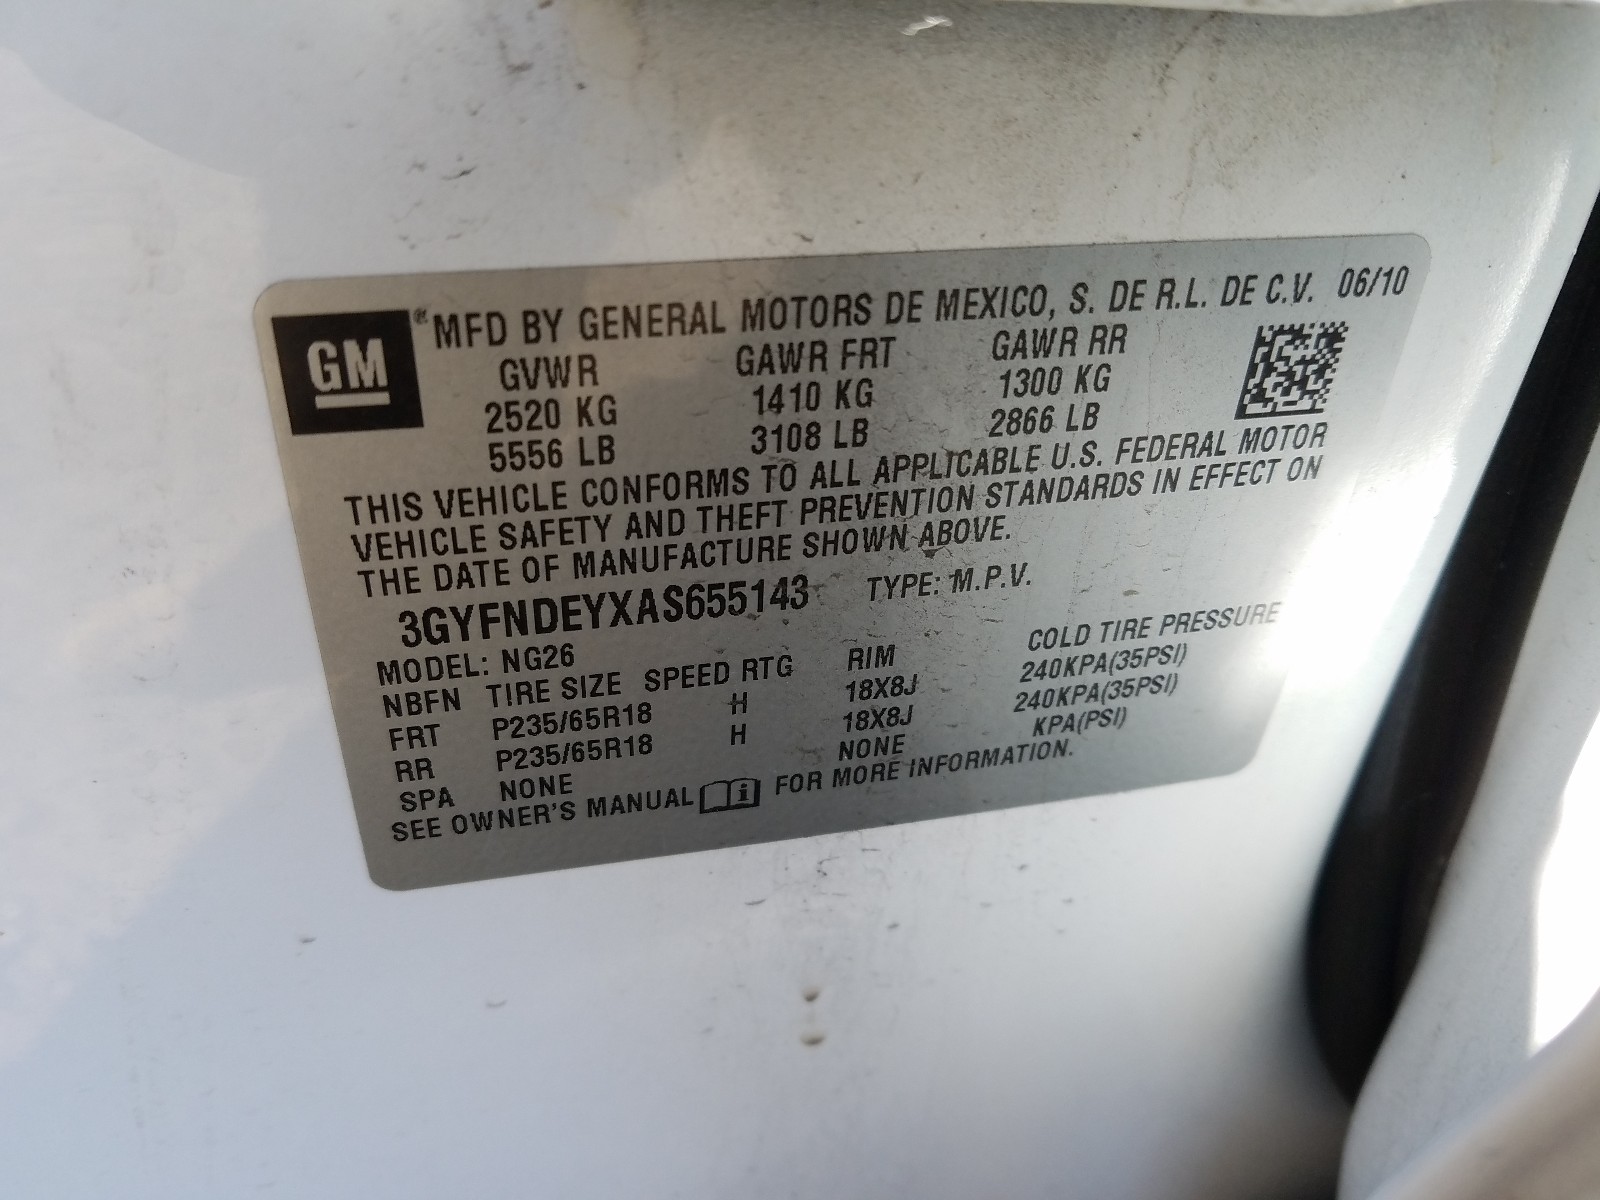 GM
® MFD BY GENERAL MOTORS DE MEXICO, S. DE R.L. DE C.V. 06/10
GVWR GAWR FRT GAWR RR
2520 KG 1410 KG 1300 KG
5556 LB 3108 LB 2866 LB
THIS VEHICLE CONFORMS TO ALL APPLICABLE U.S. FEDERAL MOTOR
VEHICLE SAFETY AND THEFT PREVENTION STANDARDS IN EFFECT ON
THE DATE OF MANUFACTURE SHOWN ABOVE.
3GYFNDEYXAS655143 TYPE: M.P.V.
MODEL: NG26
NBFN TIRE SIZE SPEED RTG RIM COLD TIRE PRESSURE
FRT P235/65R18 H 18X8J 240KPA(35PSI)
RR P235/65R18 H 18X8J 240KPA(35PSI)
SPA NONE NONE KPA(PSI)
SEE OWNER'S MANUAL i FOR MORE INFORMATION.